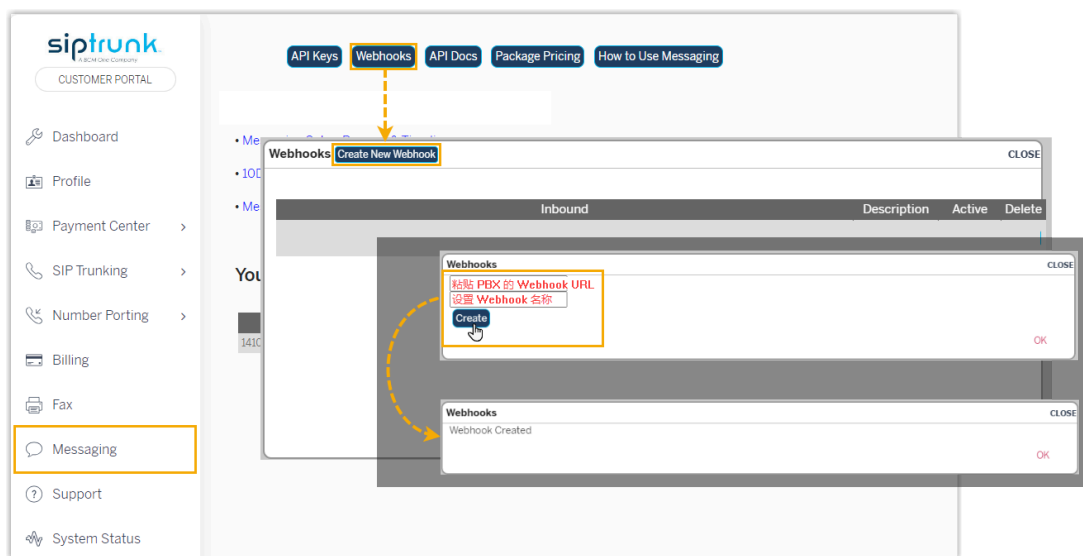 siptrunk.
A BCM One Company
CUSTOMER PORTAL
API Keys Webhooks API Docs Package Pricing How to Use Messaging
Dashboard
Profile
Payment Center
SIP Trunking
Number Porting
Billing
Fax
Messaging
Support
System Status
• Me
• 10D
• Me
You
1410
Webhooks Create New Webhook CLOSE
Inbound Description Active Delete
Webhooks CLOSE
粘贴 PBX 的 Webhook URL
设置 Webhook 名称
Create
OK
Webhooks CLOSE
Webhook Created
OK